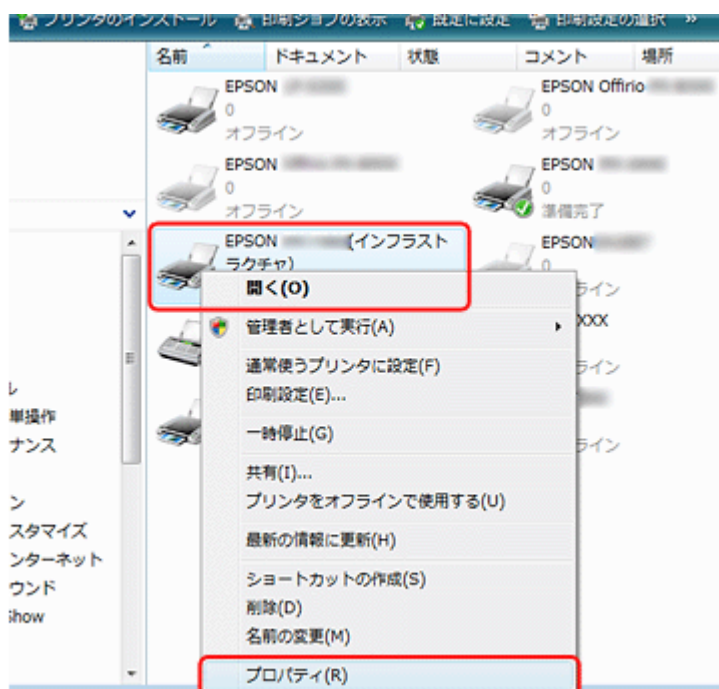 プリンタのインストール 印刷ジョブの表示 既定に設定 印刷設定の選択 »
名前 ドキュメント 状態 コメント 場所
EPSON
0
オフライン
EPSON Offirio
0
オフライン
EPSON
0
オフライン
EPSON
0
準備完了
EPSON (インフラスト
ラクチャ)
EPSON
0
ライン
XXX
ライン
ライン
開く(O)
管理者として実行(A)
通常使うプリンタに設定(F)
印刷設定(E)...
一時停止(G)
共有(I)...
プリンタをオフラインで使用する(U)
最新の情報に更新(H)
ショートカットの作成(S)
削除(D)
名前の変更(M)
プロパティ(R)
ル
単操作
ナンス
ン
スタマイズ
ンターネット
ウンド
Show